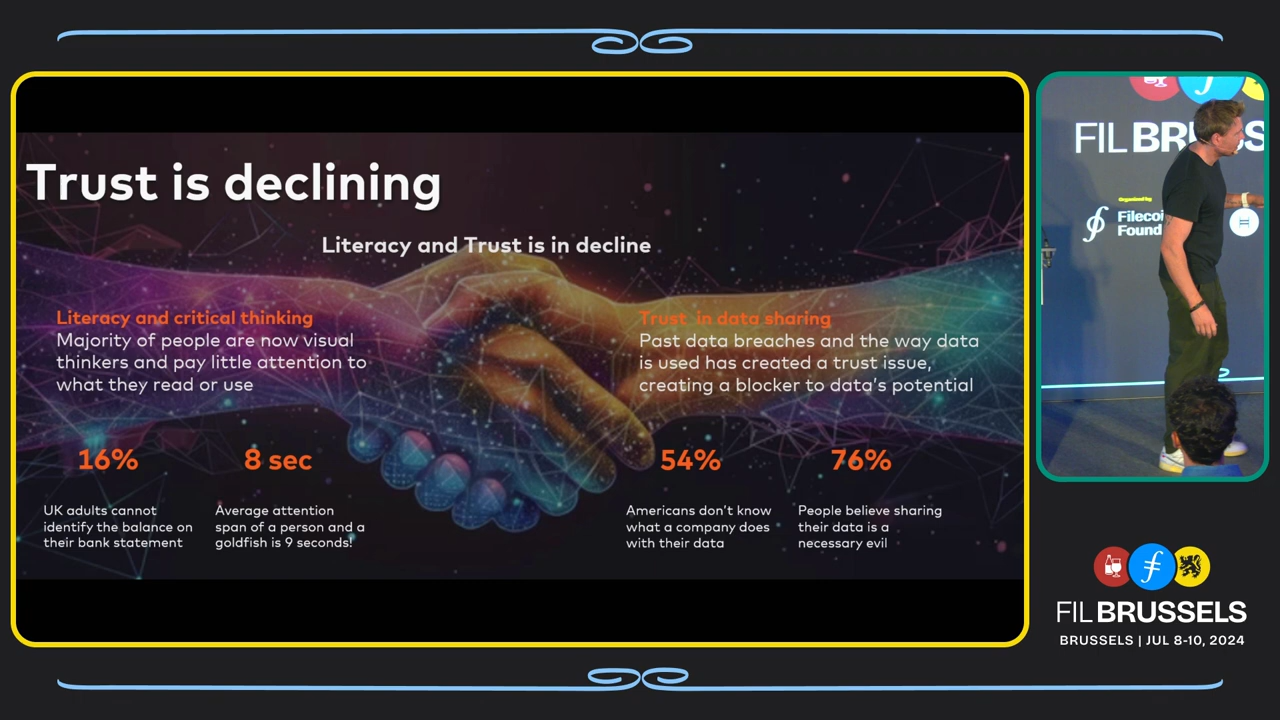 Trust is declining
Literacy and Trust is in decline
Literacy and critical thinking
Majority of people are now visual
thinkers and pay little attention to
what they read or use
16%
UK adults cannot
identify the balance on
their bank statement
8 sec
Average attention
span of a person and a
goldfish is 9 seconds!
Trust in data sharing
Past data breaches and the way data
is used has created a trust issue,
creating a blocker to data's potential
54%
Americans don't know
what a company does
with their data
76%
People believe sharing
their data is a
necessary evil
FIL
Organized by
Found
FIL BRUSSELS
BRUSSELS | JUL 8-10, 2024